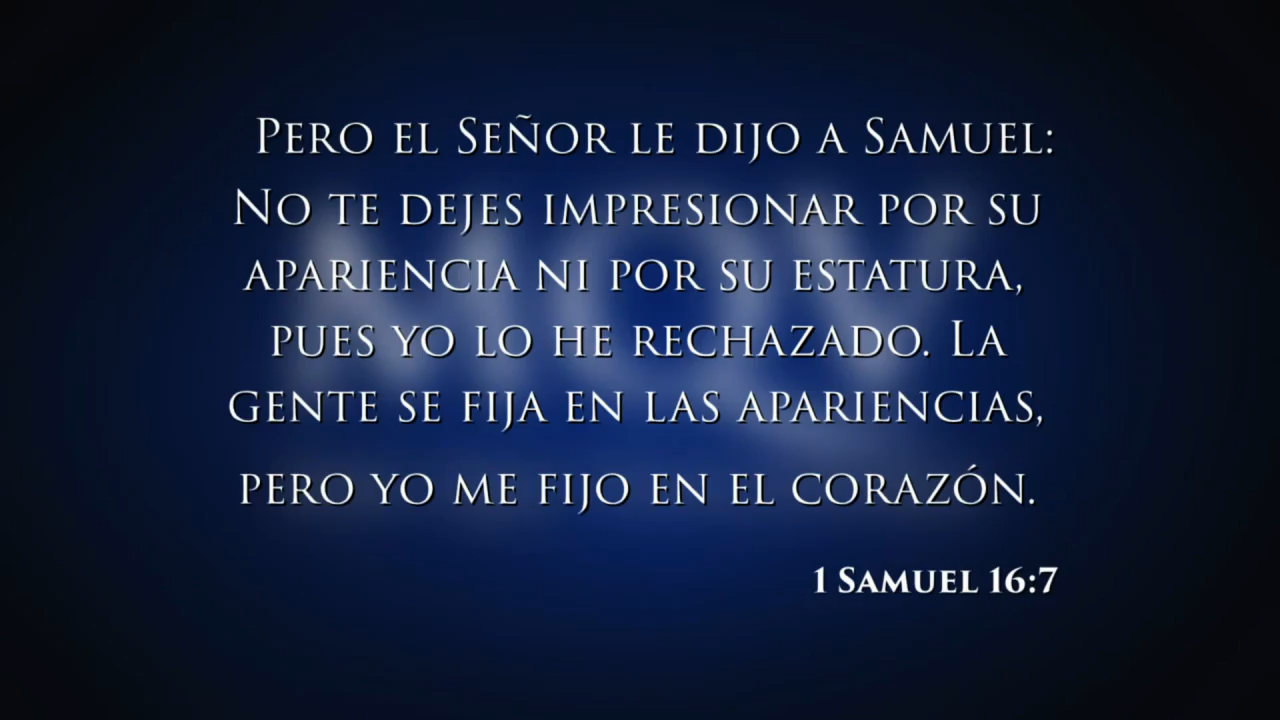 Pero el Señor le dijo a Samuel:
No te dejes impresionar por su
apariencia ni por su estatura,
pues yo lo he rechazado. La
gente se fija en las apariencias,
pero yo me fijo en el corazón.
1 Samuel 16:7